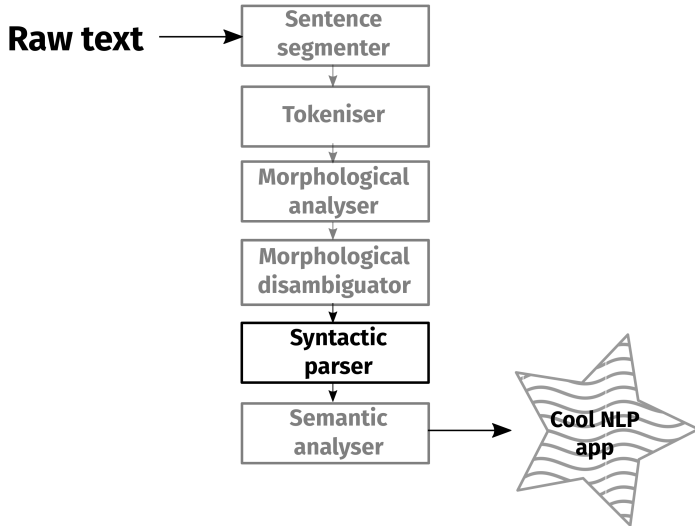 Raw text
Sentence
segmenter
Tokeniser
Morphological
analyser
Morphological
disambiguator
Syntactic
parser
Semantic
analyser
Cool NLP
app